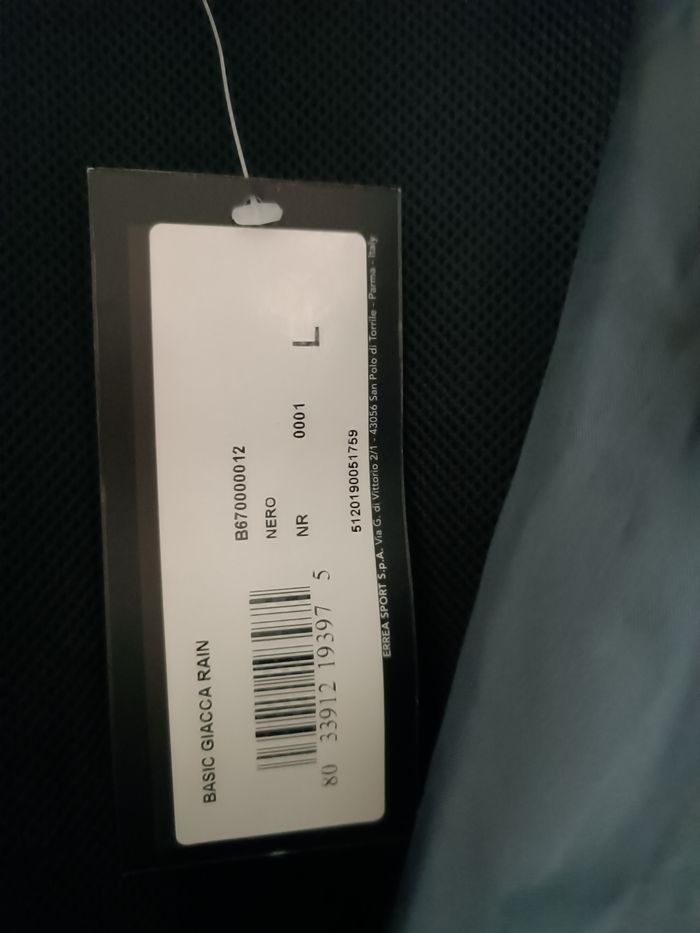 BASIC GIACCA RAIN
B670000012
NERO
NR 0001 L
80 33912 19397 5
5120190051759
ERREA SPORT S.p.A. Via G. di Vittorio 2/1 - 43056 San Polo di Torrile - Parma - Italy